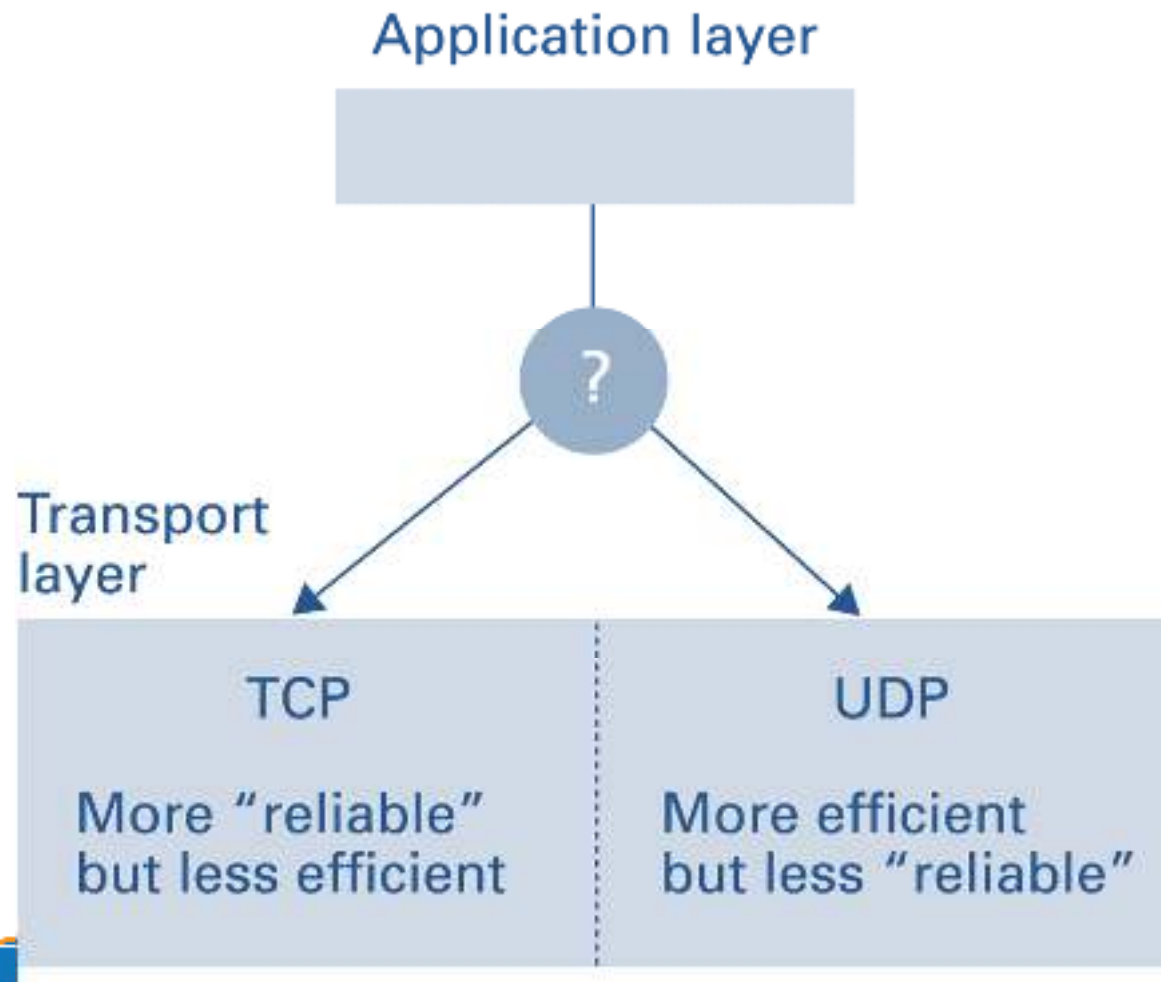 Application layer
?
Transport
layer
TCP
More “reliable”
but less efficient
UDP
More efficient
but less “reliable”